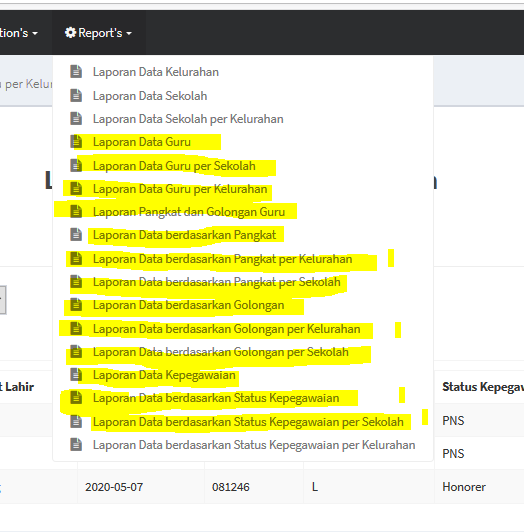 tion's
Report's
per Kelu
Laporan Data Kelurahan
Laporan Data Sekolah
Laporan Data Sekolah per Kelurahan
Laporan Data Guru
Laporan Data Guru per Sekolah
Laporan Data Guru per Kelurahan
Laporan Pangkat dan Golongan Guru
Laporan Data berdasarkan Pangkat
Laporan Data berdasarkan Pangkat per Kelurahan
Laporan Data berdasarkan Pangkat per Sekolah
Laporan Data berdasarkan Golongan
Laporan Data berdasarkan Golongan per Kelurahan
Laporan Data berdasarkan Golongan per Sekolah
Laporan Data Kepegawaian
Laporan Data berdasarkan Status Kepegawaian
Laporan Data berdasarkan Status Kepegawaian per Sekolah
Laporan Data berdasarkan Status Kepegawaian per Kelurahan
t Lahir Status Kepegaw
PNS
PNS
2020-05-07 081246 L Honorer